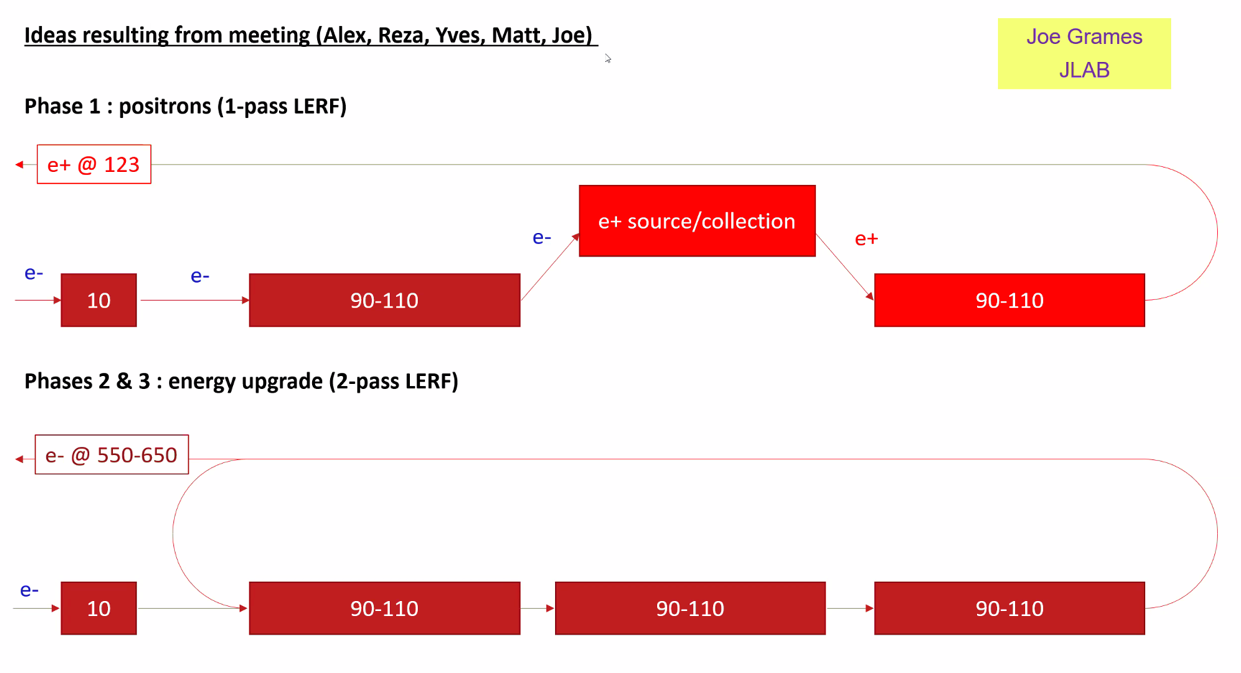 Ideas resulting from meeting (Alex, Reza, Yves, Matt, Joe)
Joe Grames
JLAB
Phase 1 : positrons (1-pass LERF)
e+ @ 123
e+ source/collection
e-
e+
e-
e-
10
90-110
90-110
Phases 2 & 3 : energy upgrade (2-pass LERF)
e- @ 550-650
e-
10
90-110
90-110
90-110